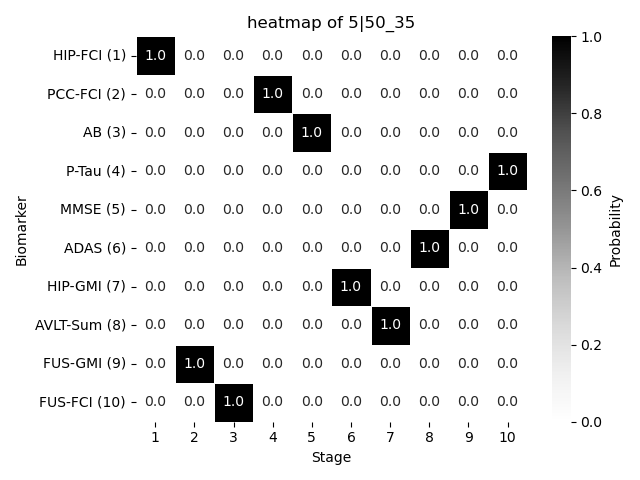 heatmap of 5|50_35
HIP-FCI (1) 1.0 0.0 0.0 0.0 0.0 0.0 0.0 0.0 0.0 0.0
PCC-FCI (2) 0.0 0.0 0.0 1.0 0.0 0.0 0.0 0.0 0.0 0.0
AB (3) 0.0 0.0 0.0 0.0 1.0 0.0 0.0 0.0 0.0 0.0
P-Tau (4) 0.0 0.0 0.0 0.0 0.0 0.0 0.0 0.0 0.0 1.0
MMSE (5) 0.0 0.0 0.0 0.0 0.0 0.0 0.0 0.0 1.0 0.0
ADAS (6) 0.0 0.0 0.0 0.0 0.0 0.0 0.0 1.0 0.0 0.0
HIP-GMI (7) 0.0 0.0 0.0 0.0 0.0 1.0 0.0 0.0 0.0 0.0
AVLT-Sum (8) 0.0 0.0 0.0 0.0 0.0 0.0 1.0 0.0 0.0 0.0
FUS-GMI (9) 0.0 1.0 0.0 0.0 0.0 0.0 0.0 0.0 0.0 0.0
FUS-FCI (10) 0.0 0.0 1.0 0.0 0.0 0.0 0.0 0.0 0.0 0.0
1 2 3 4 5 6 7 8 9 10
Stage
Biomarker
1.0
0.8
0.6
0.4
0.2
0.0
Probability